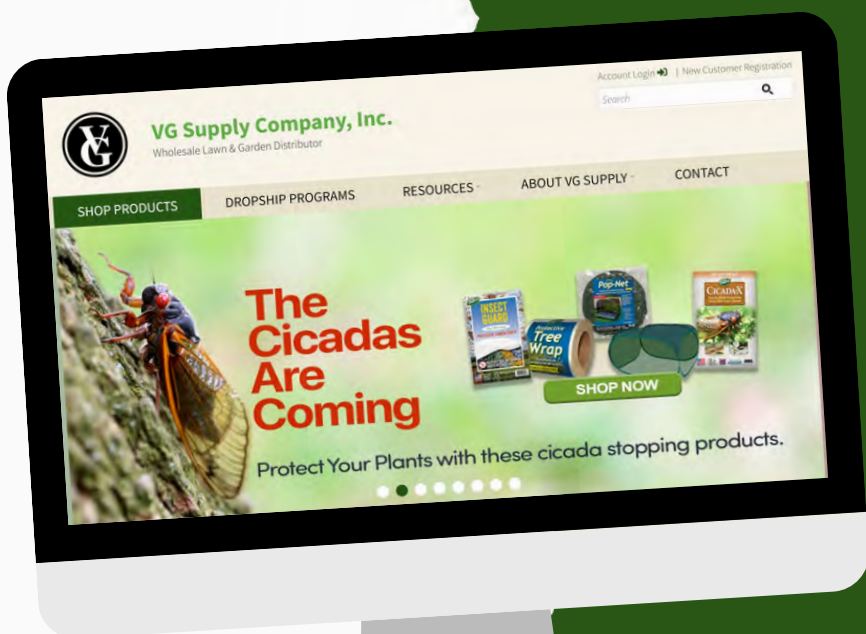 Account Login | New Customer Registration
Search
VG
VG Supply Company, Inc.
Wholesale Lawn & Garden Distributor
SHOP PRODUCTS DROPSHIP PROGRAMS RESOURCES ABOUT VG SUPPLY CONTACT
The
Cicadas
Are
Coming
INSECT
GUARD
Protective
Tree
Wrap
Pop-Net
CICADAX
SHOP NOW
Protect Your Plants with these cicada stopping products.